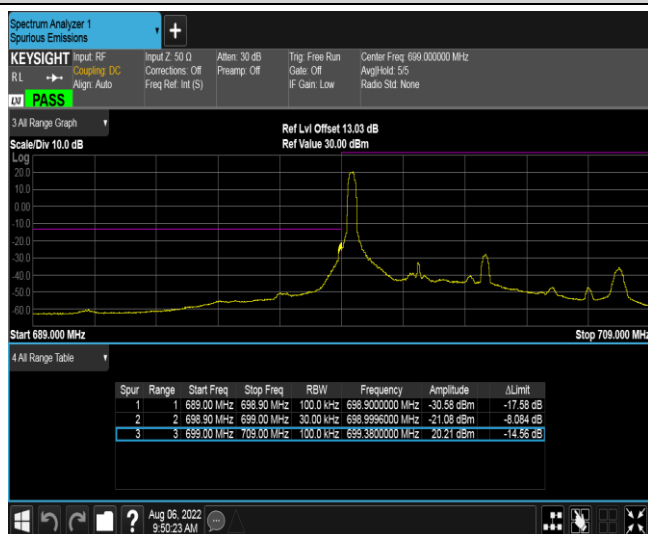 Spectrum Analyzer 1
Spurious Emissions
+
KEYSIGHT Input: RF Input Z: 50 Ω Atten: 30 dB Trig: Free Run Center Freq: 699.000000 MHz
RL Coupling: DC Corrections: Off Preamp: Off Gate: Off Avg|Hold: 5/5
Align: Auto Freq Ref: Int (S) IF Gain: Low Radio Std: None
LXI PASS
3 All Range Graph
Ref Lvl Offset 13.03 dB
Scale/Div 10.0 dB Ref Value 30.00 dBm
Log
20.0
10.0
0.00
-10.0
-20.0
-30.0
-40.0
-50.0
-60.0
Start 689.000 MHz Stop 709.000 MHz
4 All Range Table
Spur Range Start Freq Stop Freq RBW Frequency Amplitude ΔLimit
1 1 689.00 MHz 698.90 MHz 100.0 kHz 698.9000000 MHz -30.58 dBm -17.58 dB
2 2 698.90 MHz 699.00 MHz 30.00 kHz 698.9996000 MHz -21.08 dBm -8.084 dB
3 3 699.00 MHz 709.00 MHz 100.0 kHz 699.3800000 MHz 20.21 dBm -14.56 dB
? Aug 06, 2022
9:50:23 AM